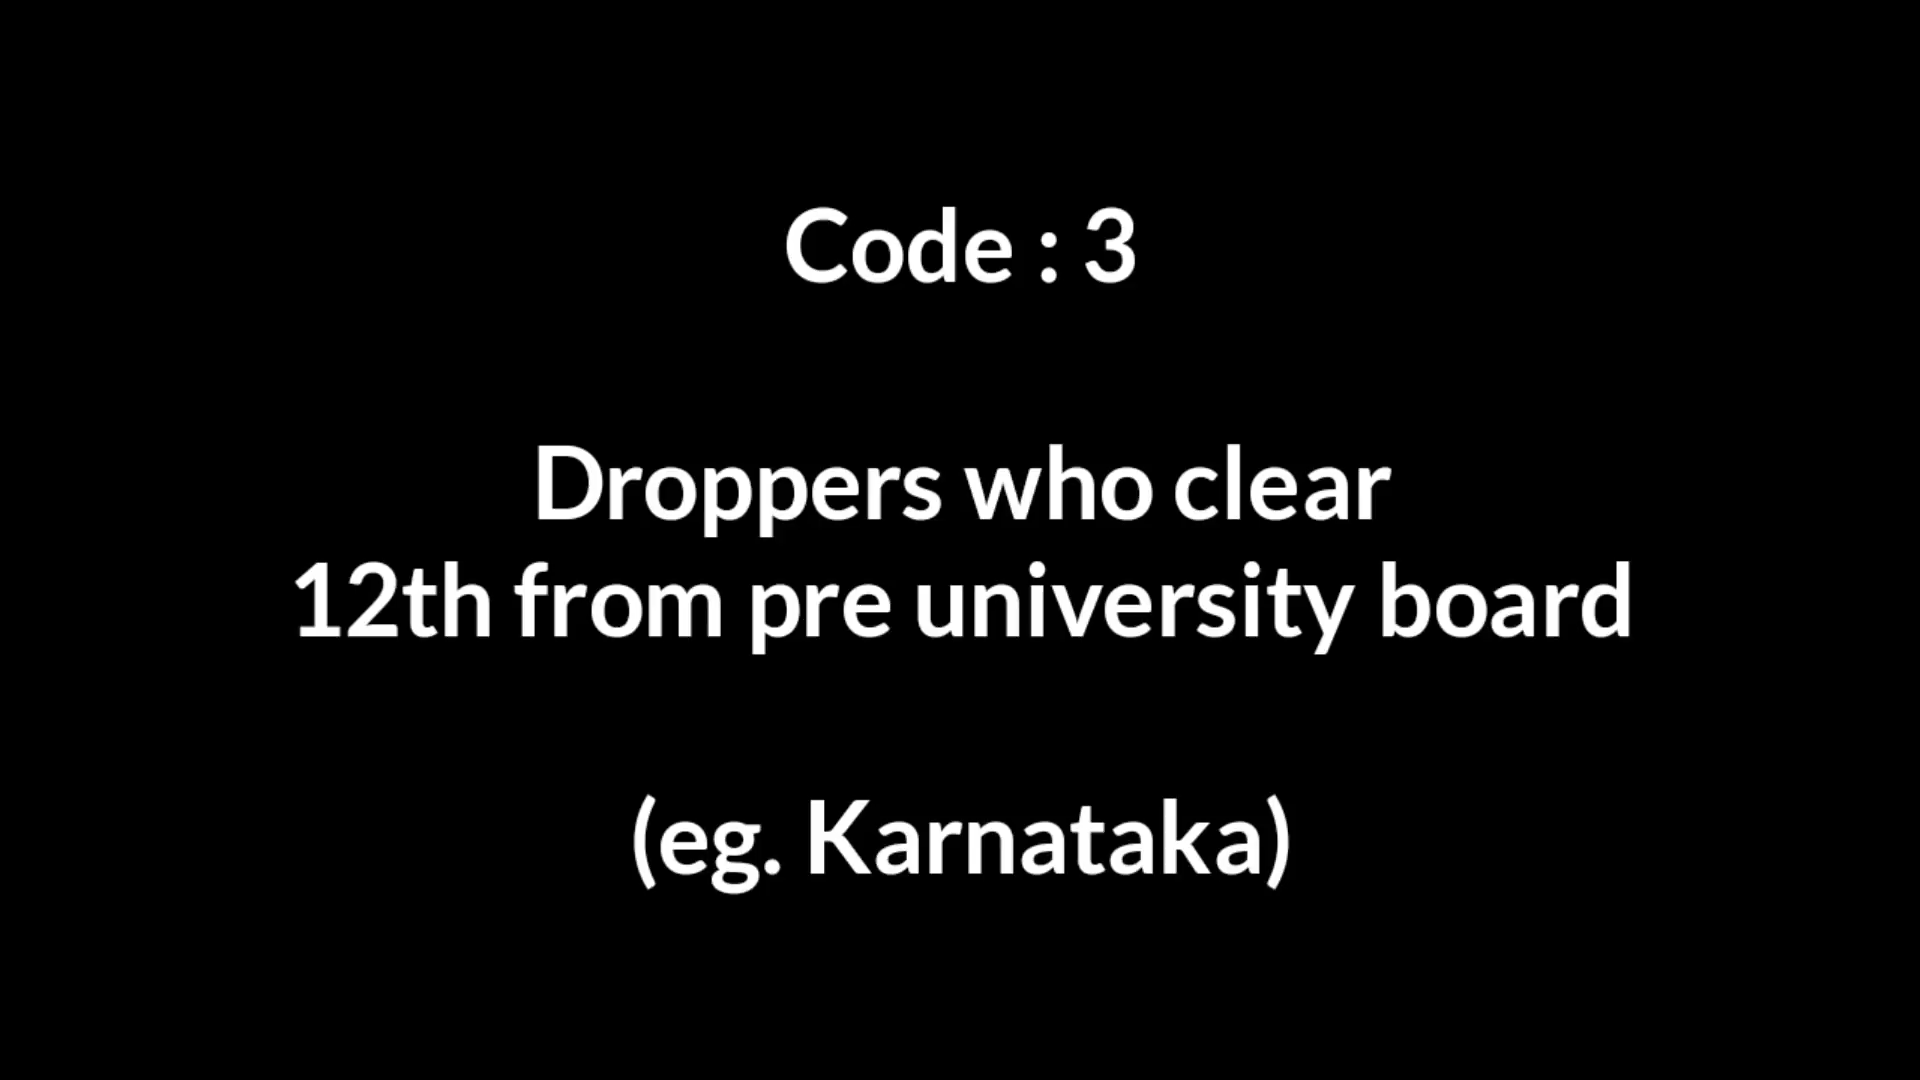 Code : 3
Droppers who clear
12th from pre university board
(eg. Karnataka)